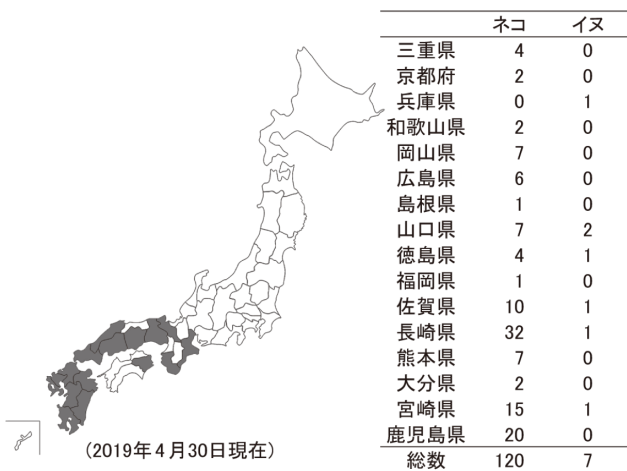 ネコ イヌ
三重県 4 0
京都府 2 0
兵庫県 0 1
和歌山県 2 0
岡山県 7 0
広島県 6 0
島根県 1 0
山口県 7 2
徳島県 4 1
福岡県 1 0
佐賀県 10 1
長崎県 32 1
熊本県 7 0
大分県 2 0
宮崎県 15 1
鹿児島県 20 0
総数 120 7
(2019年4月30日現在)